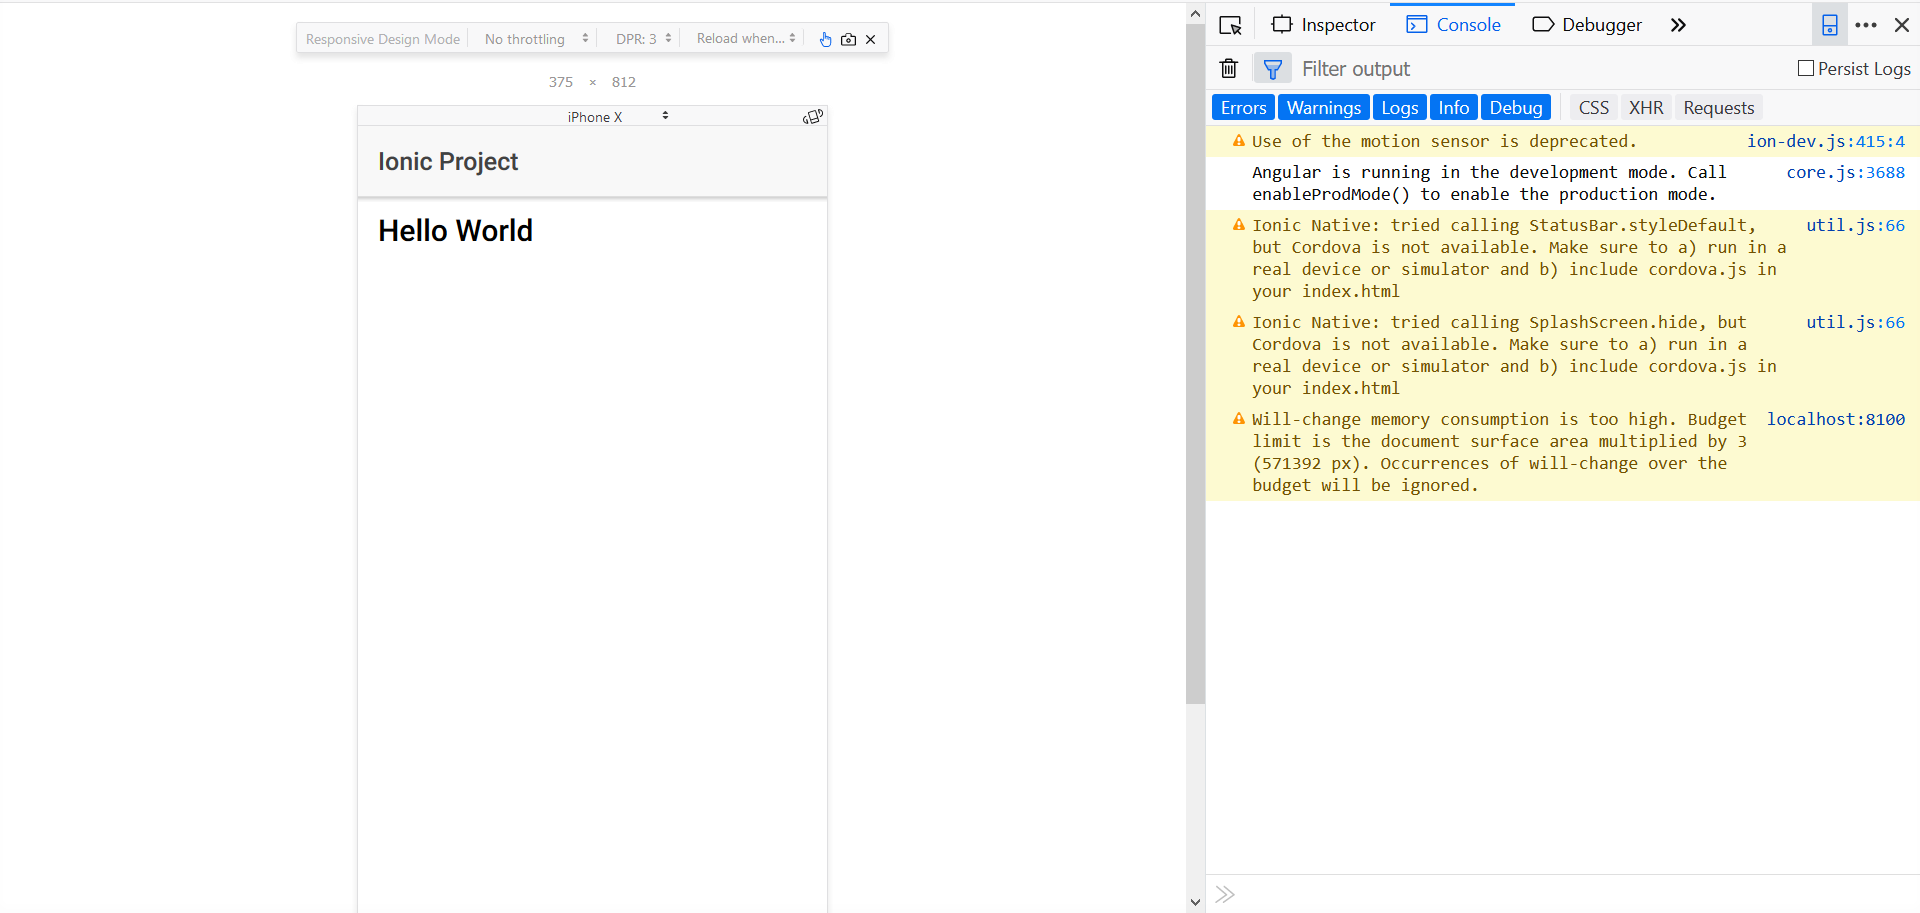 Responsive Design Mode No throttling DPR: 3 Reload when...
375 × 812
iPhone X
Ionic Project
Hello World
Inspector Console Debugger
Filter output Persist Logs
Errors Warnings Logs Info Debug CSS XHR Requests
Use of the motion sensor is deprecated. ion-dev.js:415:4
Angular is running in the development mode. Call core.js:3688
enableProdMode() to enable the production mode.
Ionic Native: tried calling StatusBar.styleDefault, util.js:66
but Cordova is not available. Make sure to a) run in a
real device or simulator and b) include cordova.js in
your index.html
Ionic Native: tried calling SplashScreen.hide, but util.js:66
Cordova is not available. Make sure to a) run in a
real device or simulator and b) include cordova.js in
your index.html
Will-change memory consumption is too high. Budget localhost:8100
limit is the document surface area multiplied by 3
(571392 px). Occurrences of will-change over the
budget will be ignored.